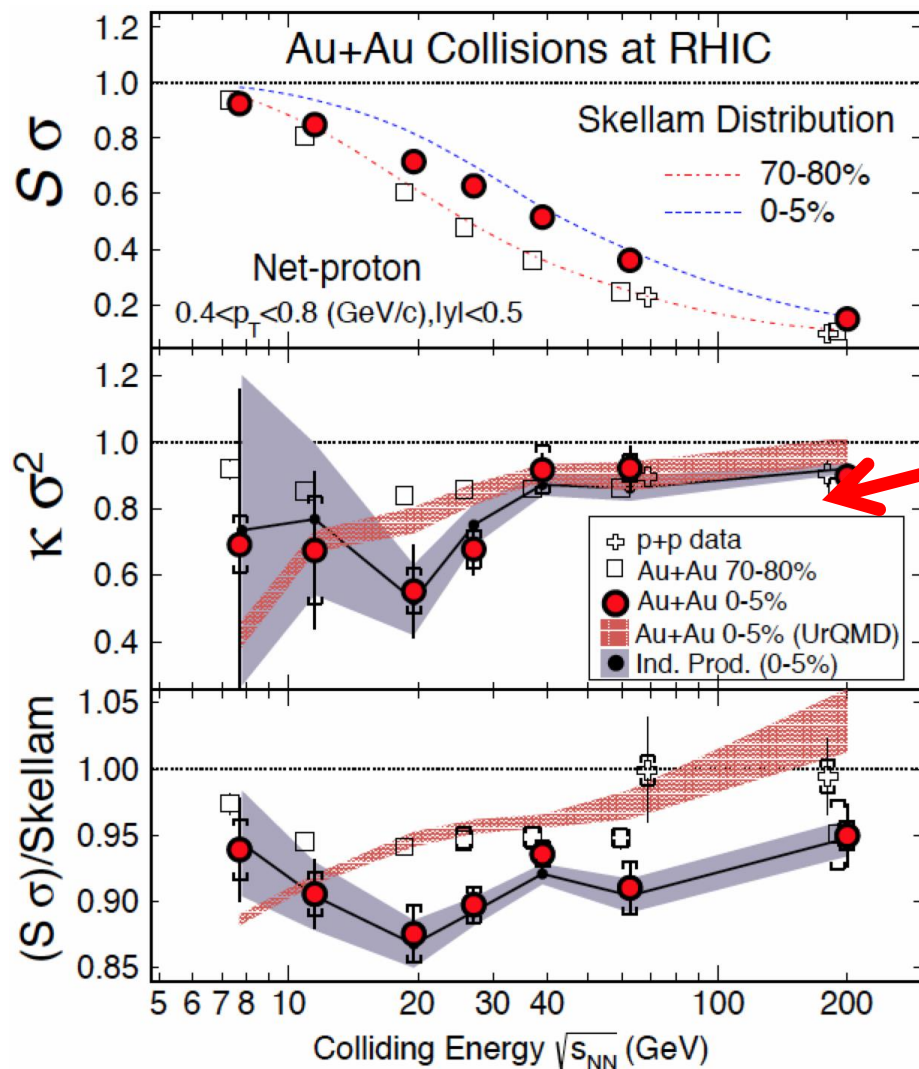 Au+Au Collisions at RHIC
Skellam Distribution
70-80%
0-5%
Net-proton
0.4<p_T<0.8 (GeV/c),|y|<0.5
S σ
1.2
1.0
0.8
0.6
0.4
0.2
κ σ²
1.2
1.0
0.8
0.6
0.4
p+p data
Au+Au 70-80%
Au+Au 0-5%
Au+Au 0-5% (UrQMD)
Ind. Prod. (0-5%)
(S σ)/Skellam
1.05
1.00
0.95
0.90
0.85
5 6 7 8 10 20 30 40 100 200
Colliding Energy √s_NN (GeV)